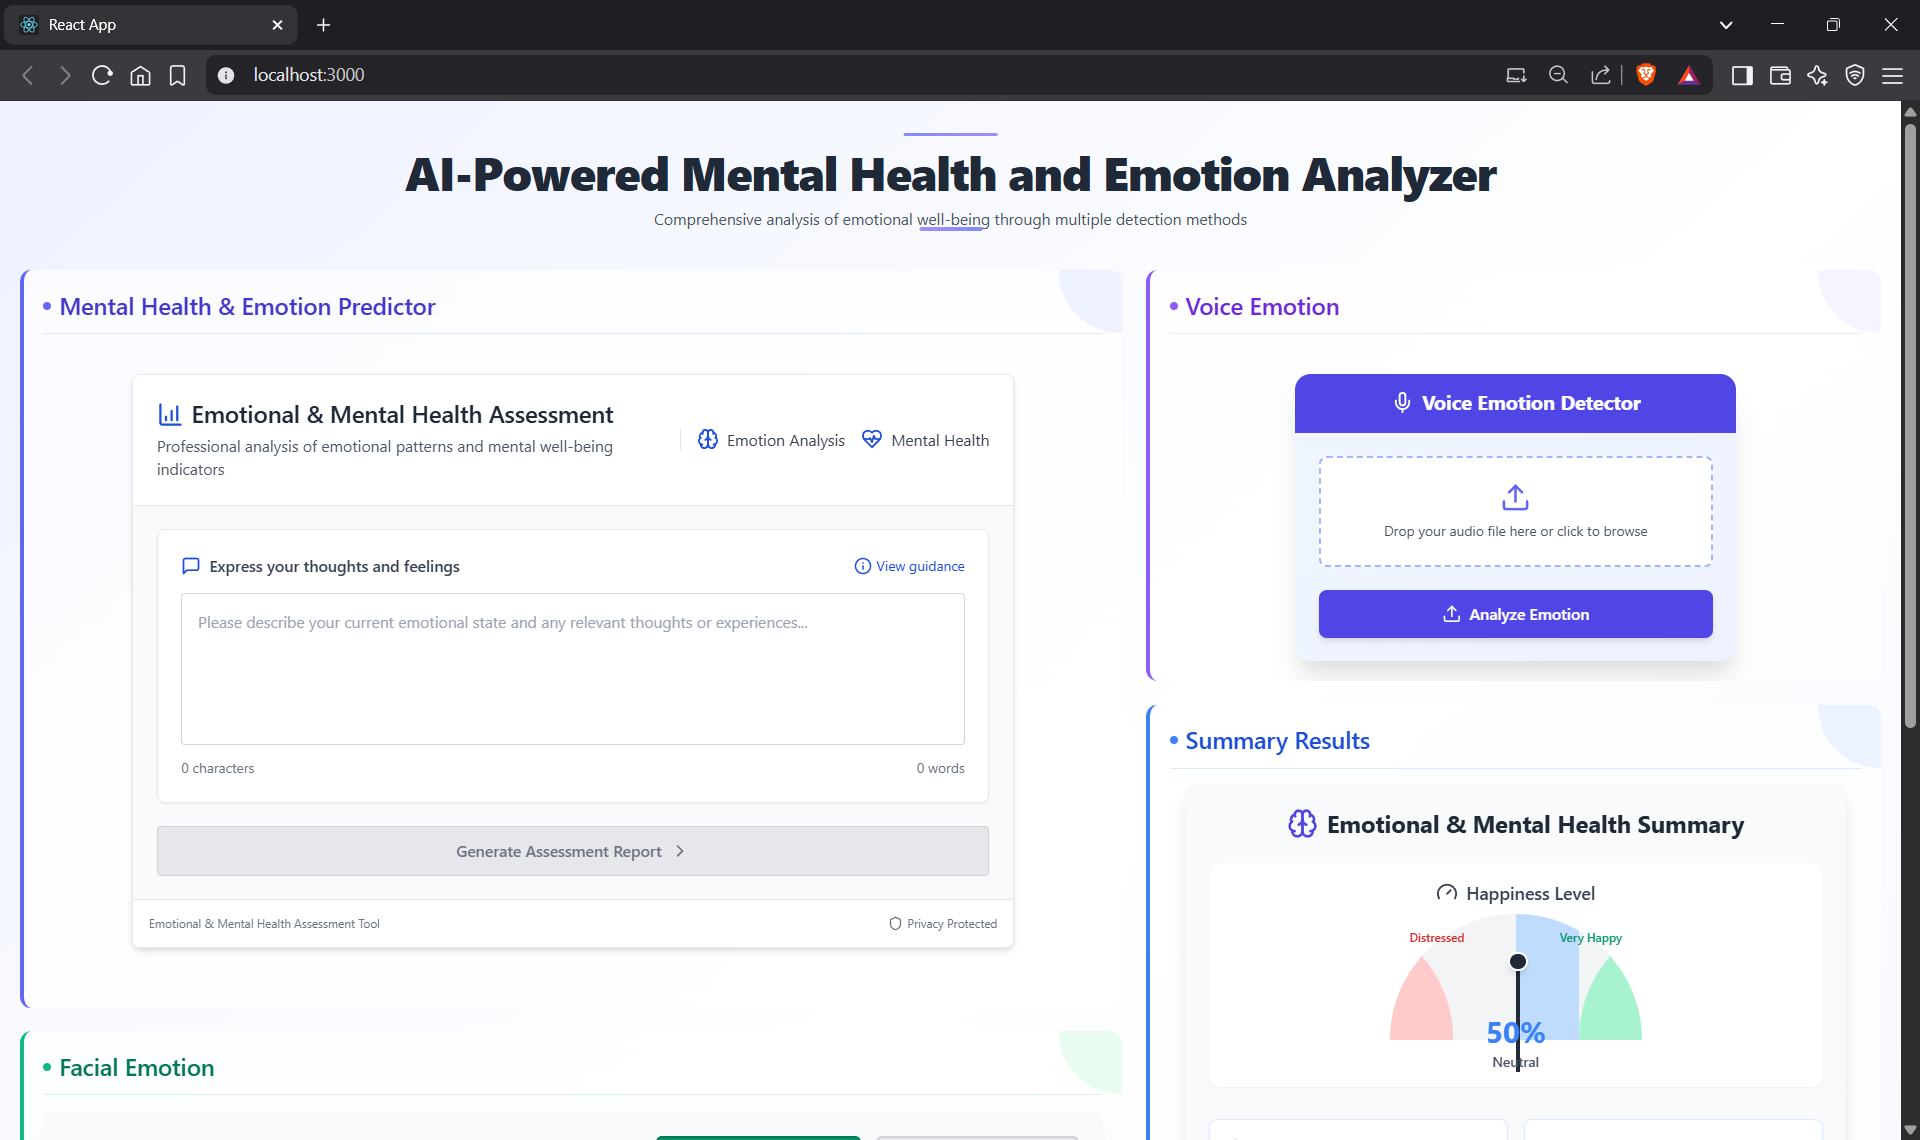 React App
localhost:3000
AI-Powered Mental Health and Emotion Analyzer
Comprehensive analysis of emotional well-being through multiple detection methods
Mental Health & Emotion Predictor
Emotional & Mental Health Assessment
Professional analysis of emotional patterns and mental well-being
indicators
Emotion Analysis
Mental Health
Express your thoughts and feelings
View guidance
Please describe your current emotional state and any relevant thoughts or experiences...
0 characters
0 words
Generate Assessment Report
Emotional & Mental Health Assessment Tool
Privacy Protected
Facial Emotion
Voice Emotion
Voice Emotion Detector
Drop your audio file here or click to browse
Analyze Emotion
Summary Results
Emotional & Mental Health Summary
Happiness Level
Distressed
Very Happy
50%
Neutral